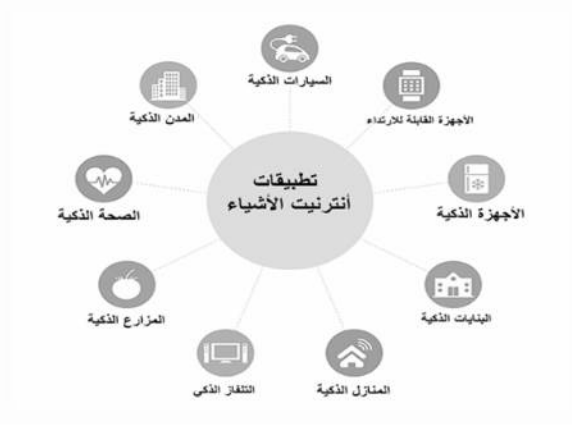 السيارات الذكية
الأجهزة القابلة للارتداء
المدن الذكية
تطبيقات
أنترنيت الأشياء
الأجهزة الذكية
الصحة الذكية
البنايات الذكية
المزارع الذكية
المنازل الذكية
التلفاز الذكي